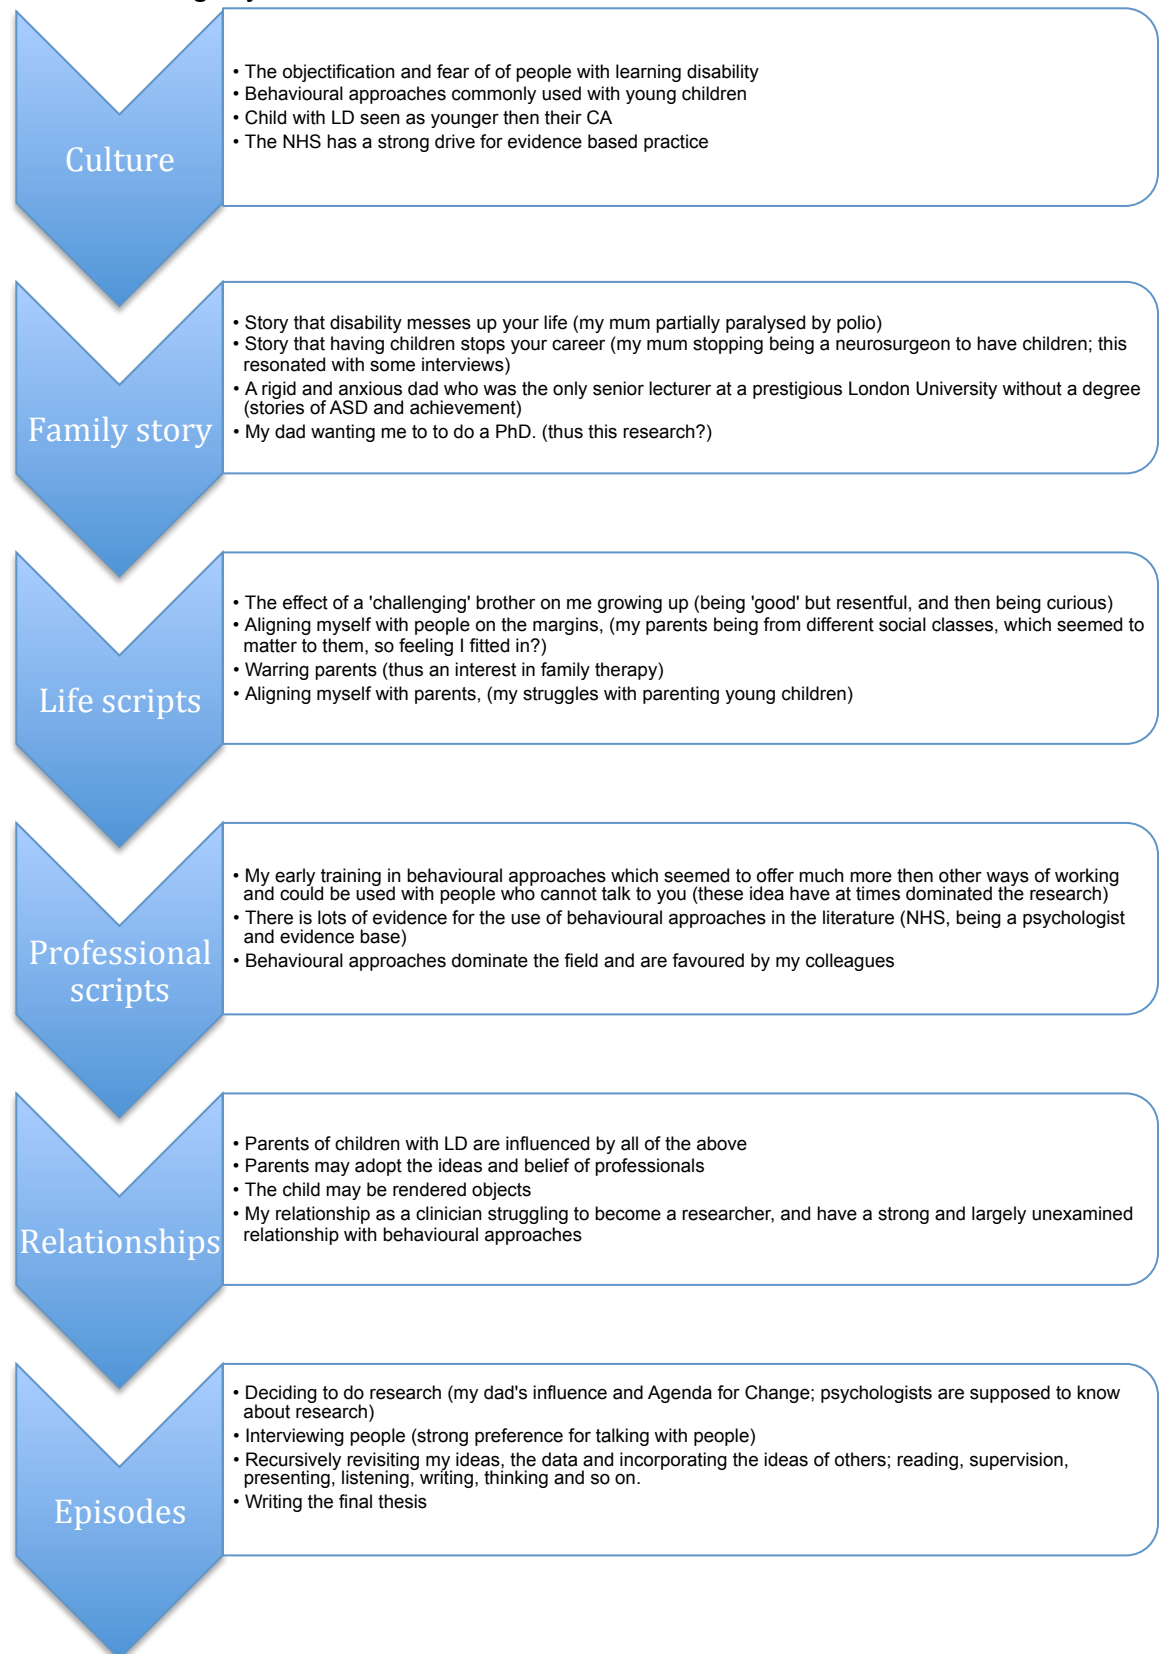 Culture
• The objectification and fear of of people with learning disability
• Behavioural approaches commonly used with young children
• Child with LD seen as younger then their CA
• The NHS has a strong drive for evidence based practice
Family story
• Story that disability messes up your life (my mum partially paralysed by polio)
• Story that having children stops your career (my mum stopping being a neurosurgeon to have children; this
resonated with some interviews)
• A rigid and anxious dad who was the only senior lecturer at a prestigious London University without a degree
(stories of ASD and achievement)
• My dad wanting me to to do a PhD. (thus this research?)
Life scripts
• The effect of a 'challenging' brother on me growing up (being 'good' but resentful, and then being curious)
• Aligning myself with people on the margins, (my parents being from different social classes, which seemed to
matter to them, so feeling I fitted in?)
• Warring parents (thus an interest in family therapy)
• Aligning myself with parents, (my struggles with parenting young children)
Professional
scripts
• My early training in behavioural approaches which seemed to offer much more then other ways of working
and could be used with people who cannot talk to you (these idea have at times dominated the research)
• There is lots of evidence for the use of behavioural approaches in the literature (NHS, being a psychologist
and evidence base)
• Behavioural approaches dominate the field and are favoured by my colleagues
Relationships
• Parents of children with LD are influenced by all of the above
• Parents may adopt the ideas and belief of professionals
• The child may be rendered objects
• My relationship as a clinician struggling to become a researcher, and have a strong and largely unexamined
relationship with behavioural approaches
Episodes
• Deciding to do research (my dad's influence and Agenda for Change; psychologists are supposed to know
about research)
• Interviewing people (strong preference for talking with people)
• Recursively revisiting my ideas, the data and incorporating the ideas of others; reading, supervision,
presenting, listening, writing, thinking and so on.
• Writing the final thesis